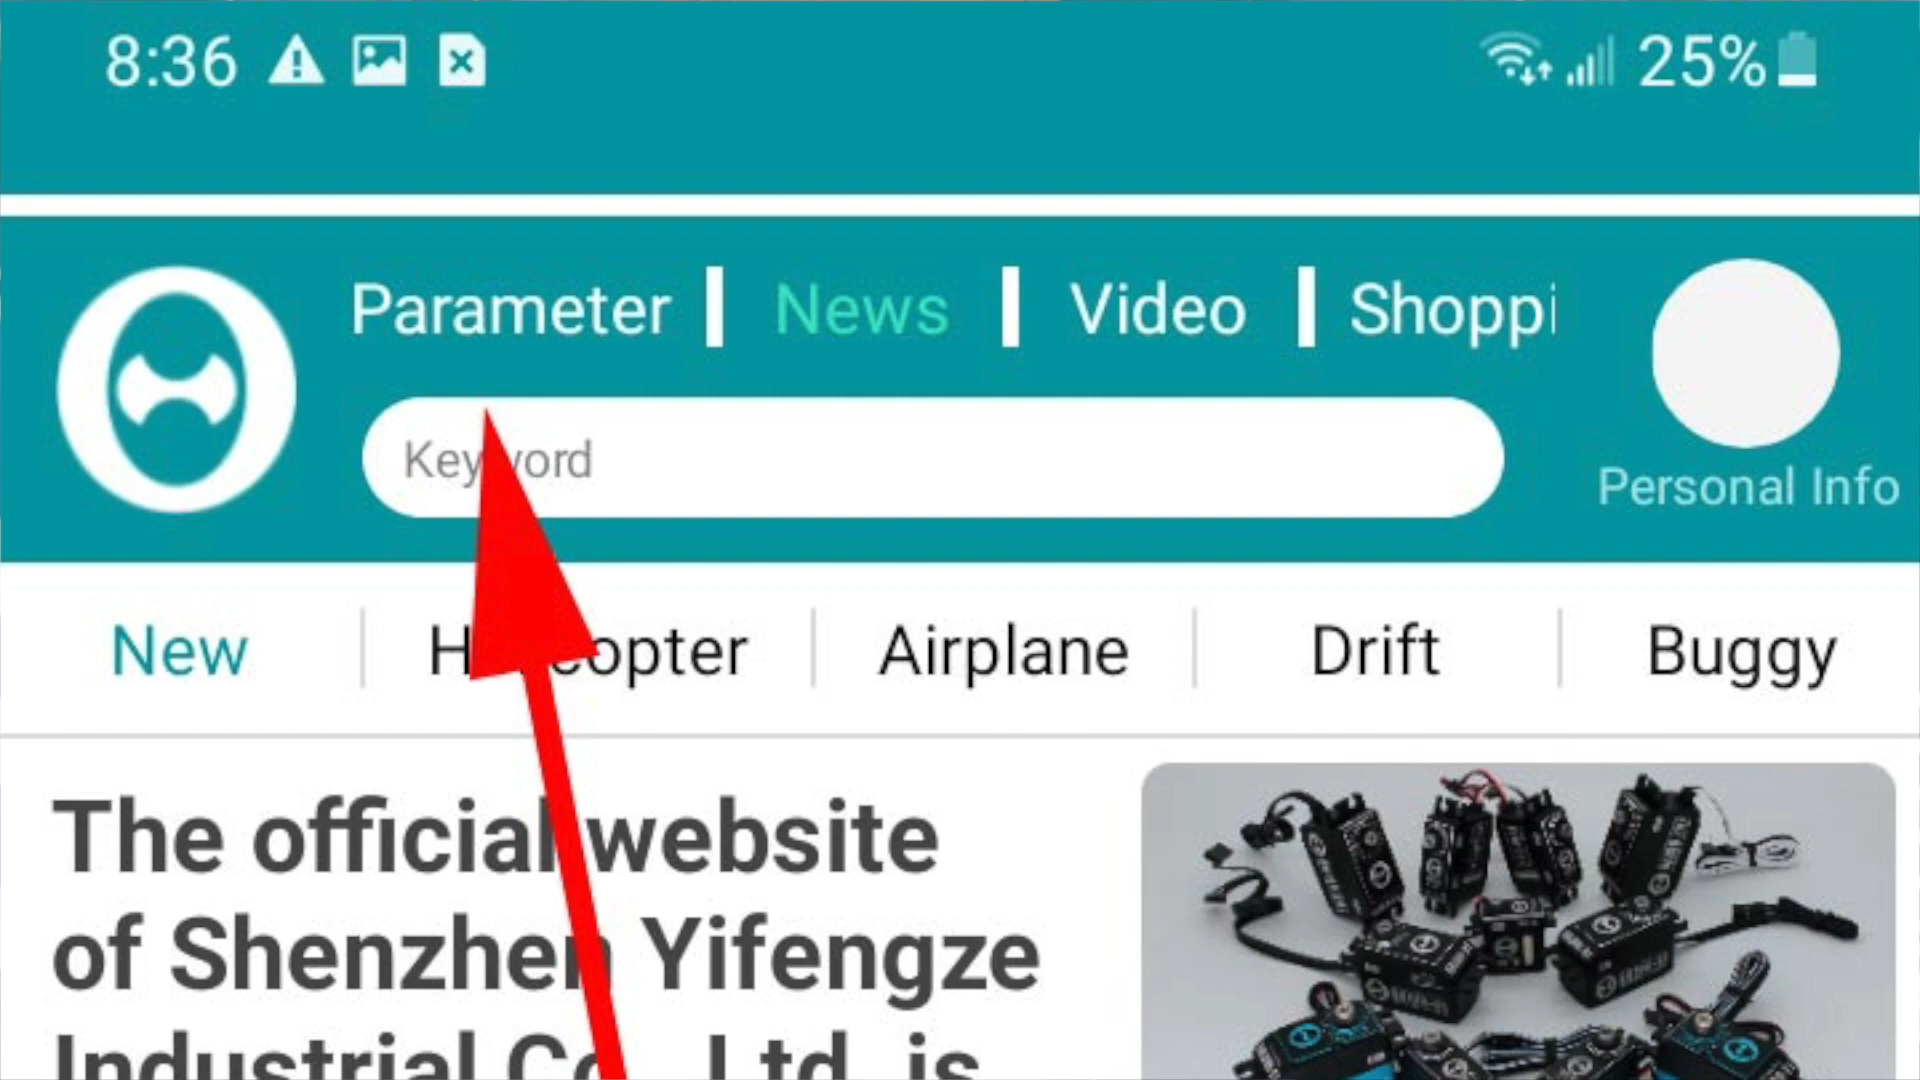 8:36
25%
Parameter News Video Shoppi
Keyword
Personal Info
New Helicopter Airplane Drift Buggy
The official website
of Shenzhen Yifengze
Industrial Co., Ltd. is